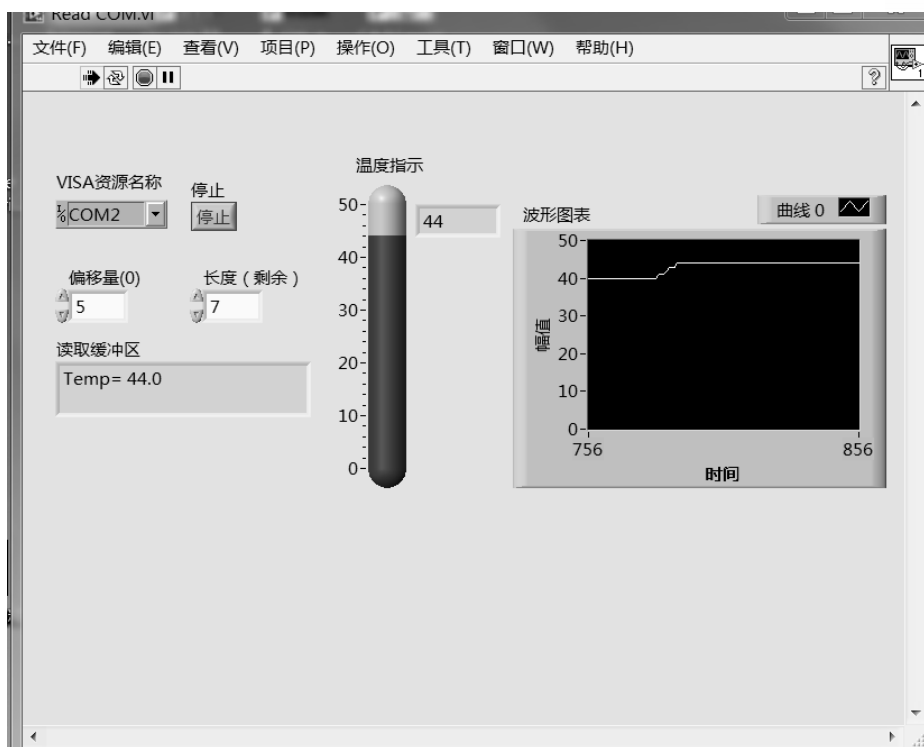 Read COM.vi
文件(F) 编辑(E) 查看(V) 项目(P) 操作(O) 工具(T) 窗口(W) 帮助(H)
?
1
温度指示
VISA资源名称
停止
COM2
停止
50
44
40
30
20
10
0
偏移量(0)
长度(剩余)
5
7
读取缓冲区
Temp= 44.0
波形图表
曲线 0
50
40
30
20
10
0
幅值
756
856
时间